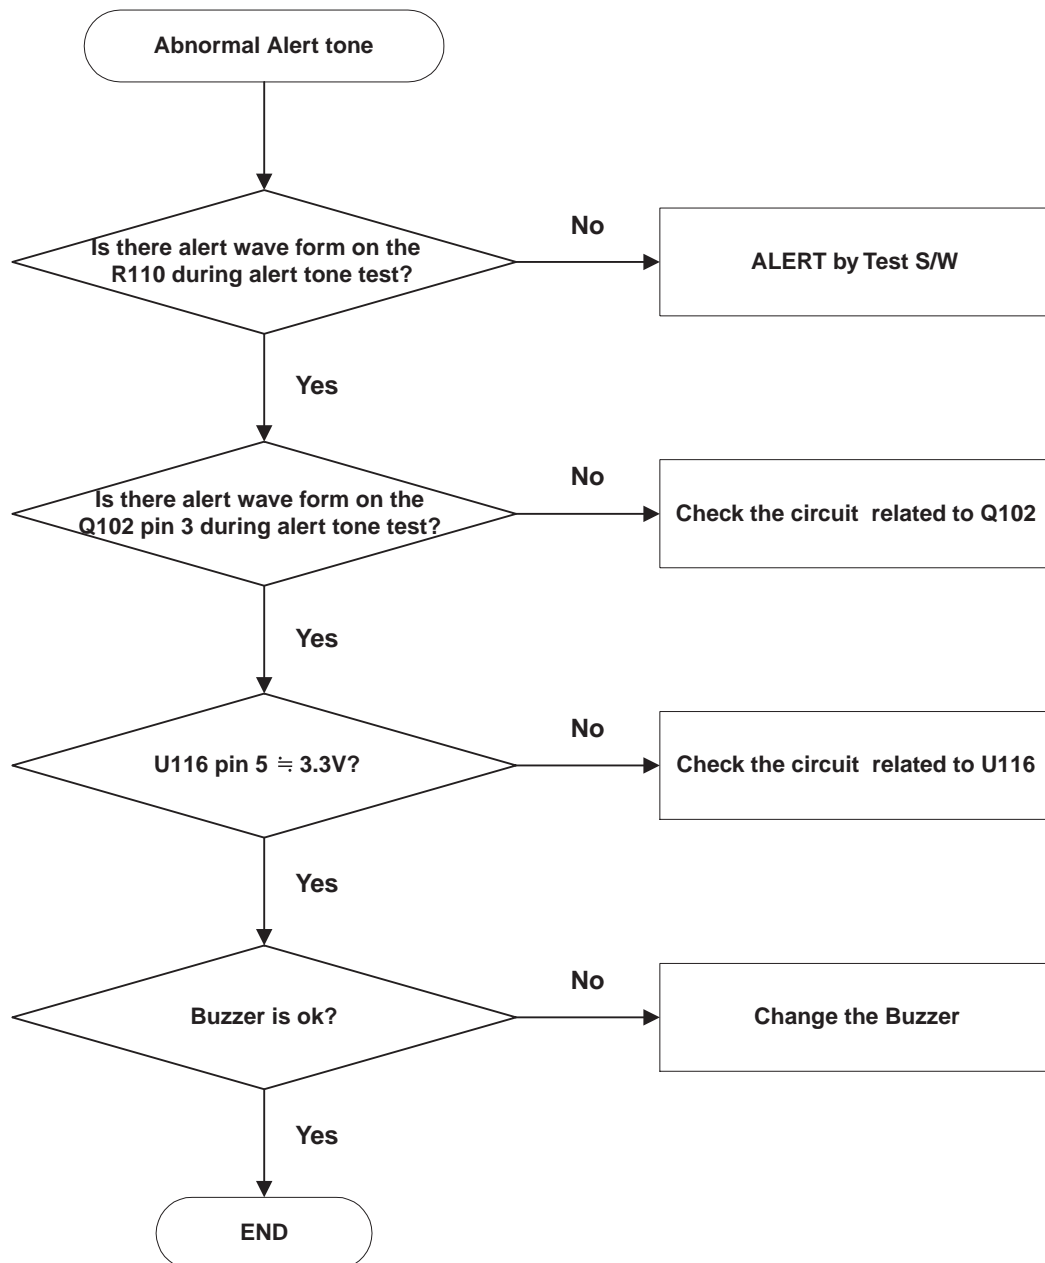 Abnormal Alert tone
Is there alert wave form on the
R110 during alert tone test?
No
ALERT by Test S/W
Yes
Is there alert wave form on the
Q102 pin 3 during alert tone test?
No
Check the circuit  related to Q102
Yes
U116 pin 5 ≒ 3.3V?
No
Check the circuit  related to U116
Yes
Buzzer is ok?
No
Change the Buzzer
Yes
END